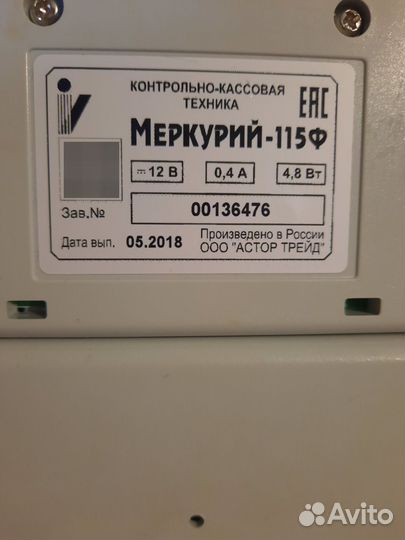 КОНТРОЛЬНО-КАССОВАЯ
ТЕХНИКА
ЕАС
МЕРКУРИЙ-115Ф
12 В
0,4 А
4,8 Вт
Зав.№ 00136476
Дата вып. 05.2018
Произведено в России
ООО "АСТОР ТРЕЙД"
Avito